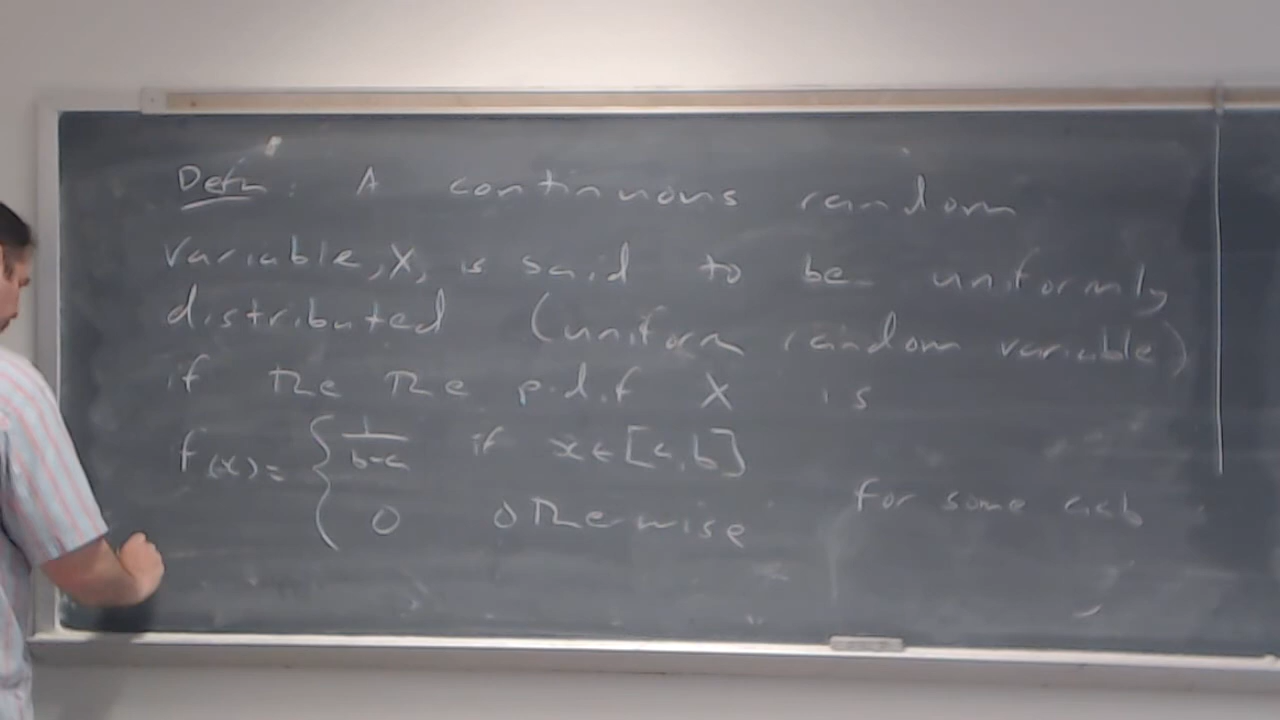 Defn: A continuous random
variable, X, is said to be uniformly
distributed (uniform random variable)
if the the p.d.f X is
f(x) = { 1/b-a if x ∈ [a,b]
0 otherwise for some a<b